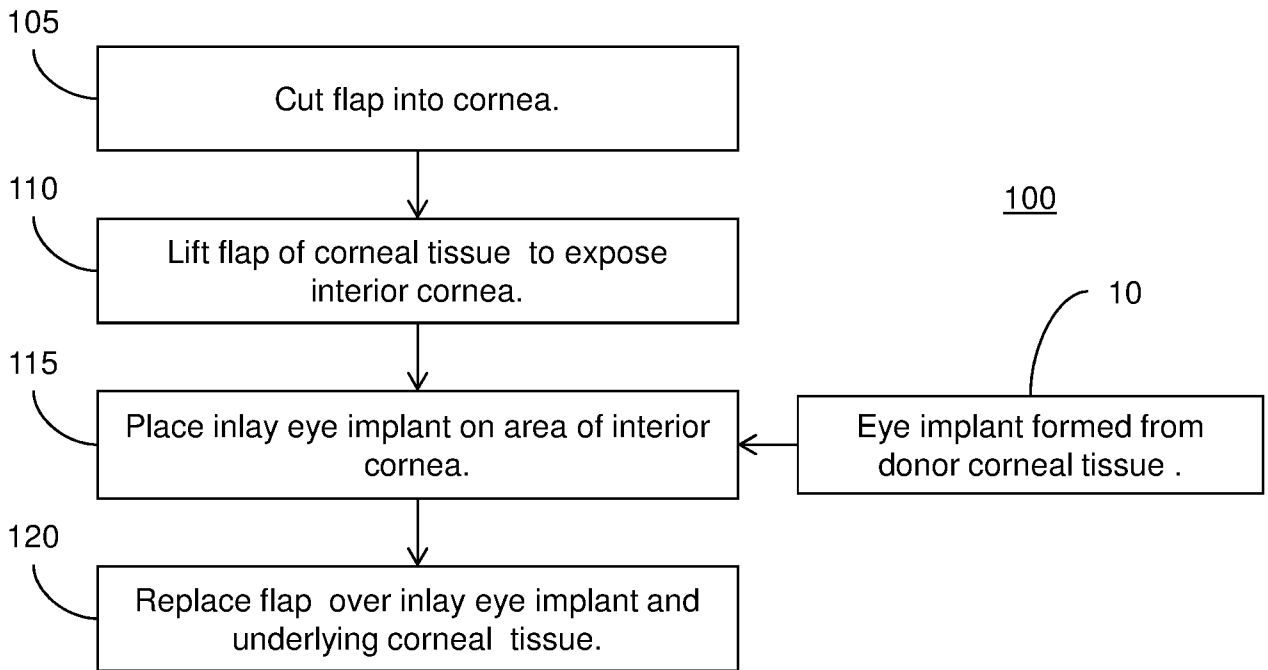 105
Cut flap into cornea.
110
Lift flap of corneal tissue to expose
interior cornea.
100
10
115
Place inlay eye implant on area of interior
cornea.
Eye implant formed from
donor corneal tissue .
120
Replace flap over inlay eye implant and
underlying corneal tissue.